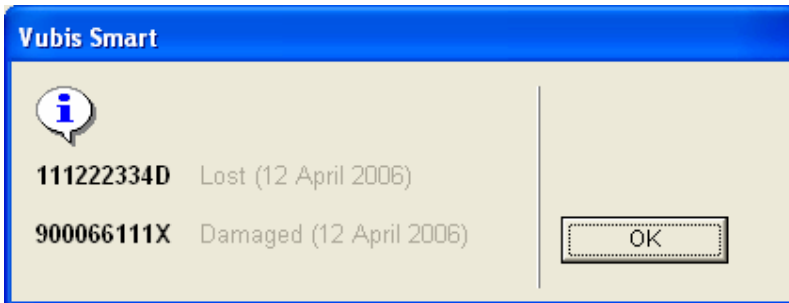 Vubis Smart
111222334D Lost (12 April 2006)
900066111X Damaged (12 April 2006)
OK